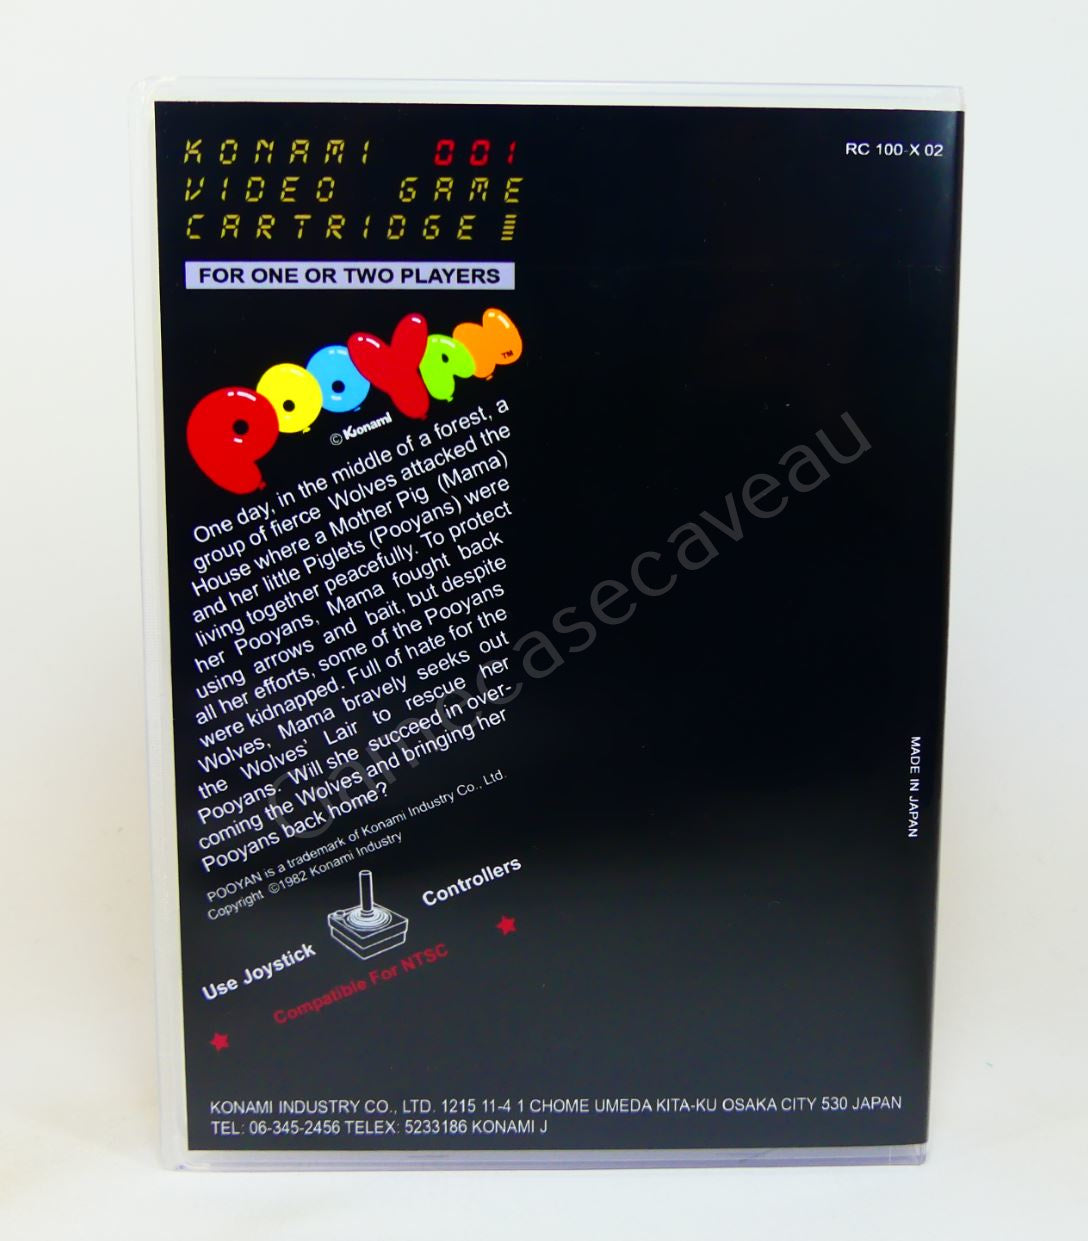 KONAMI 001
VIDEO GAME
CARTRIDGE
RC 100-X 02
FOR ONE OR TWO PLAYERS
POOYAN™
©Konami
One day, in the middle of a forest, a
group of fierce Wolves attacked the
House where a Mother Pig (Mama)
and her little Piglets (Pooyans) were
living together peacefully. To protect
her Pooyans, Mama fought back
using arrows and bait, but despite
all her efforts, some of the Pooyans
were kidnapped. Full of hate for the
Wolves, Mama bravely seeks out
the Wolves' Lair to rescue her
Pooyans. Will she succeed in over-
coming the Wolves and bringing her
Pooyans back home?
POOYAN is a trademark of Konami Industry Co., Ltd.
Copyright ©1982 Konami Industry
Use Joystick Controllers
Compatible For NTSC
MADE IN JAPAN
KONAMI INDUSTRY CO., LTD. 1215 11-4 1 CHOME UMEDA KITA-KU OSAKA CITY 530 JAPAN
TEL: 06-345-2456 TELEX: 5233186 KONAMI J
Gamecasecaveau